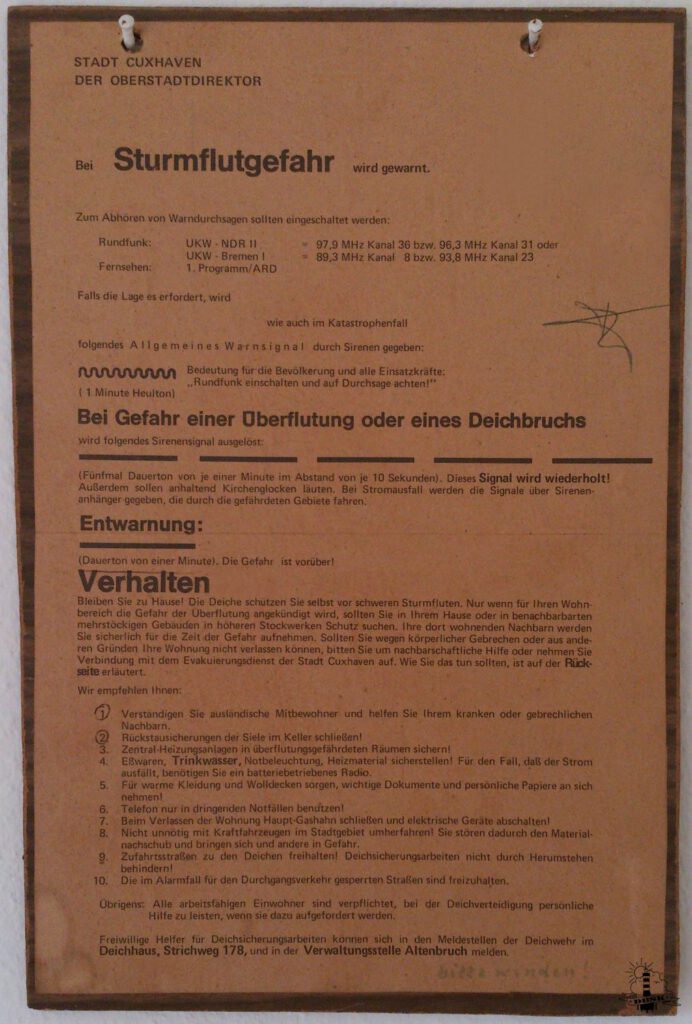 STADT CUXHAVEN
DER OBERSTADTDIREKTOR
Bei Sturmflutgefahr wird gewarnt.
Zum Abhören von Warndurchsagen sollten eingeschaltet werden:
Rundfunk: UKW - NDR II = 97,9 MHz Kanal 36 bzw. 96,3 MHz Kanal 31 oder
UKW - Bremen I = 89,3 MHz Kanal 8 bzw. 93,8 MHz Kanal 23
Fernsehen: 1. Programm/ARD
Falls die Lage es erfordert, wird
wie auch im Katastrophenfall
folgendes Allgemeines Warnsignal durch Sirenen gegeben:
Bedeutung für die Bevölkerung und alle Einsatzkräfte:
„Rundfunk einschalten und auf Durchsage achten!"
( 1 Minute Heulton)
Bei Gefahr einer Überflutung oder eines Deichbruchs
wird folgendes Sirenensignal ausgelöst:
(Fünfmal Dauerton von je einer Minute im Abstand von je 10 Sekunden). Dieses Signal wird wiederholt!
Außerdem sollen anhaltend Kirchenglocken läuten. Bei Stromausfall werden die Signale über Sirenen-
anhänger gegeben, die durch die gefährdeten Gebiete fahren.
Entwarnung:
(Dauerton von einer Minute). Die Gefahr ist vorüber!
Verhalten
Bleiben Sie zu Hause! Die Deiche schützen Sie selbst vor schweren Sturmfluten. Nur wenn für Ihren Wohn-
bereich die Gefahr der Überflutung angekündigt wird, sollten Sie in Ihrem Hause oder in benachbarbarten
mehrstöckigen Gebäuden in höheren Stockwerken Schutz suchen. Ihre dort wohnenden Nachbarn werden
Sie sicherlich für die Zeit der Gefahr aufnehmen. Sollten Sie wegen körperlicher Gebrechen oder aus ande-
ren Gründen Ihre Wohnung nicht verlassen können, bitten Sie um nachbarschaftliche Hilfe oder nehmen Sie
Verbindung mit dem Evakuierungsdienst der Stadt Cuxhaven auf. Wie Sie das tun sollten, ist auf der Rück-
seite erläutert.
Wir empfehlen Ihnen:
1. Verständigen Sie ausländische Mitbewohner und helfen Sie Ihrem kranken oder gebrechlichen
Nachbarn.
2. Rückstausicherungen der Siele im Keller schließen!
3. Zentral-Heizungsanlagen in überflutungsgefährdeten Räumen sichern!
4. Eßwaren, Trinkwasser, Notbeleuchtung, Heizmaterial sicherstellen! Für den Fall, daß der Strom
ausfällt, benötigen Sie ein batteriebetriebenes Radio.
5. Für warme Kleidung und Wolldecken sorgen, wichtige Dokumente und persönliche Papiere an sich
nehmen!
6. Telefon nur in dringenden Notfällen benutzen!
7. Beim Verlassen der Wohnung Haupt-Gashahn schließen und elektrische Geräte abschalten!
8. Nicht unnötig mit Kraftfahrzeugen im Stadtgebiet umherfahren! Sie stören dadurch den Material-
nachschub und bringen sich und andere in Gefahr.
9. Zufahrtsstraßen zu den Deichen freihalten! Deichsicherungsarbeiten nicht durch Herumstehen
behindern!
10. Die im Alarmfall für den Durchgangsverkehr gesperrten Straßen sind freizuhalten.
Übrigens: Alle arbeitsfähigen Einwohner sind verpflichtet, bei der Deichverteidigung persönliche
Hilfe zu leisten, wenn sie dazu aufgefordert werden.
Freiwillige Helfer für Deichsicherungsarbeiten können sich in den Meldestellen der Deichwehr im
Deichhaus, Strichweg 178, und in der Verwaltungsstelle Altenbruch melden.